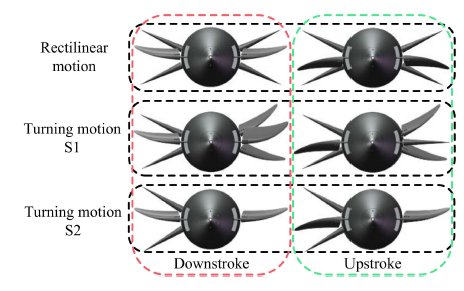 Rectilinear
motion
Turning motion
S1
Turning motion
S2
Downstroke
Upstroke